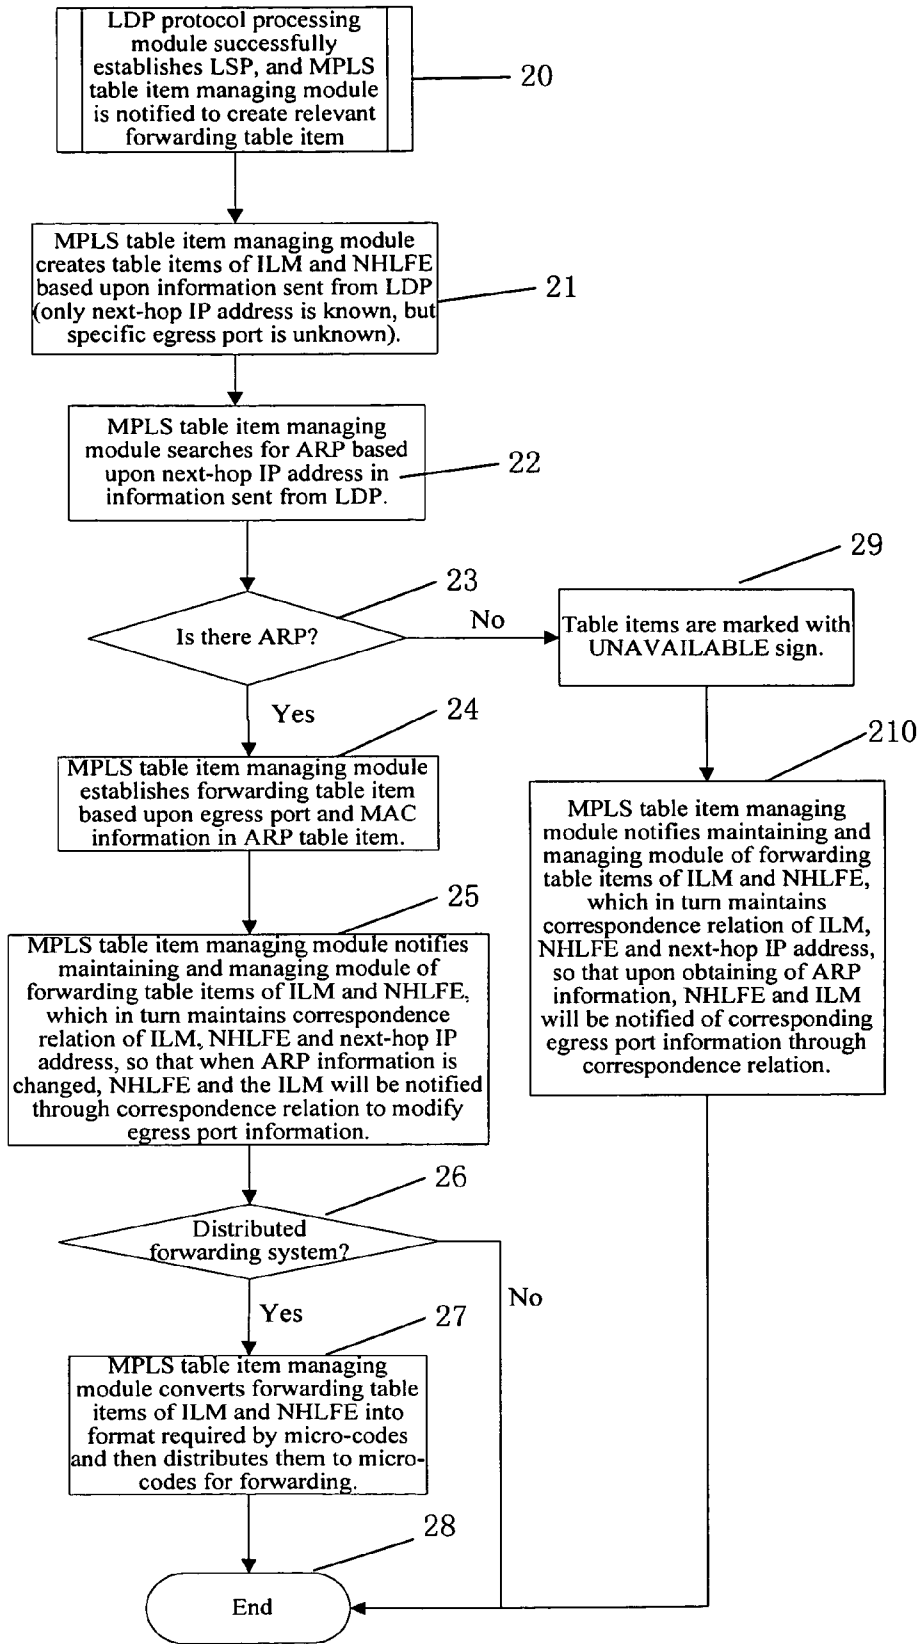 LDP protocol processing
module successfully
establishes LSP, and MPLS
table item managing module
is notified to create relevant
forwarding table item
20
MPLS table item managing module
creates table items of ILM and NHLFE
based upon information sent from LDP
(only next-hop IP address is known, but
specific egress port is unknown).
21
MPLS table item managing
module searches for ARP based
upon next-hop IP address in
information sent from LDP.
22
23
Is there ARP?
No
Yes
29
Table items are marked with
UNAVAILABLE sign.
24
MPLS table item managing module
establishes forwarding table item
based upon egress port and MAC
information in ARP table item.
210
MPLS table item managing
module notifies maintaining and
managing module of forwarding
table items of ILM and NHLFE,
which in turn maintains
correspondence relation of ILM,
NHLFE and next-hop IP address,
so that upon obtaining of ARP
information, NHLFE and ILM
will be notified of corresponding
egress port information through
correspondence relation.
25
MPLS table item managing module notifies
maintaining and managing module of
forwarding table items of ILM and NHLFE,
which in turn maintains correspondence
relation of ILM, NHLFE and next-hop IP
address, so that when ARP information is
changed, NHLFE and the ILM will be notified
through correspondence relation to modify
egress port information.
26
Distributed
forwarding system?
No
Yes
27
MPLS table item managing
module converts forwarding table
items of ILM and NHLFE into
format required by micro-codes
and then distributes them to micro-
codes for forwarding.
28
End